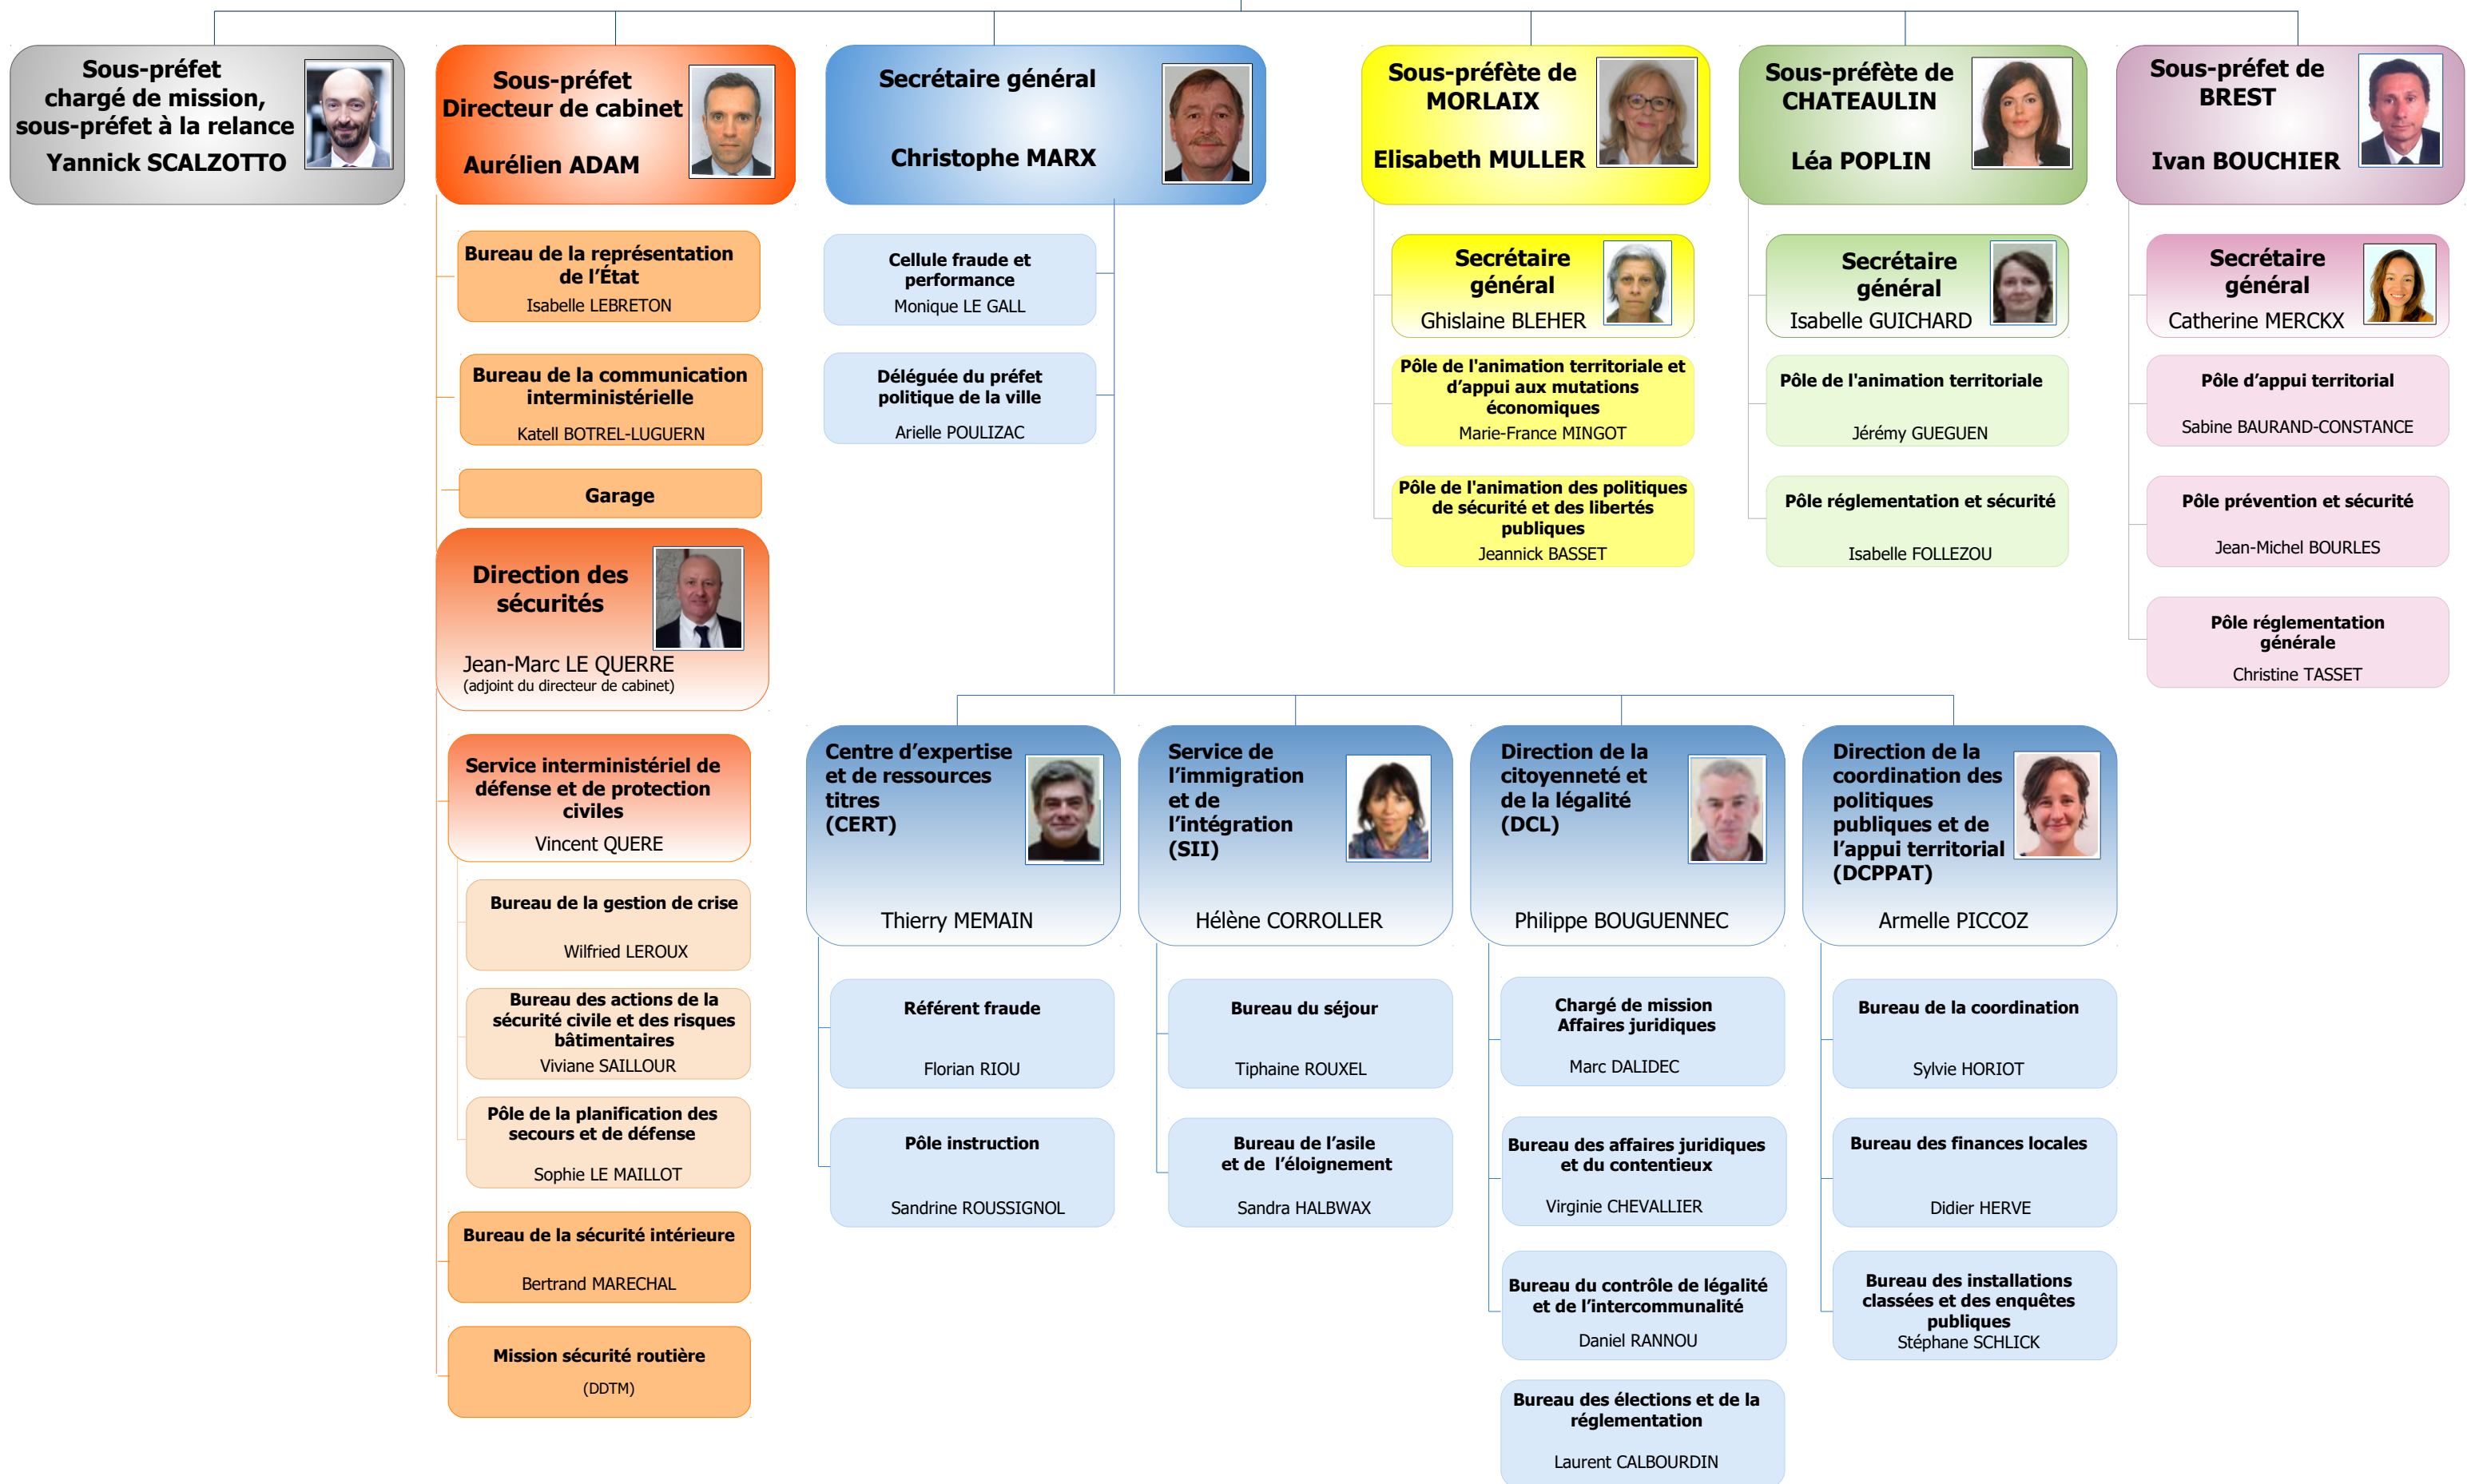 Sous-préfet
chargé de mission,
sous-préfet à la relance
Yannick SCALZOTTO
Sous-préfet
Directeur de cabinet
Aurélien ADAM
Secrétaire général
Christophe MARX
Sous-préfète de
MORLAIX
Elisabeth MULLER
Sous-préfète de
CHATEAULIN
Léa POPLIN
Sous-préfet de
BREST
Ivan BOUCHIER
Bureau de la représentation
de l’État
Isabelle LEBRETON
Bureau de la communication
interministérielle
Katell BOTREL-LUGUERN
Garage
Direction des
sécurités
Jean-Marc LE QUERRE
(adjoint du directeur de cabinet)
Service interministériel de
défense et de protection
civiles
Vincent QUERE
Bureau de la gestion de crise
Wilfried LEROUX
Bureau des actions de la
sécurité civile et des risques
bâtimentaires
Viviane SAILLOUR
Pôle de la planification des
secours et de défense
Sophie LE MAILLOT
Bureau de la sécurité intérieure
Bertrand MARECHAL
Mission sécurité routière
(DDTM)
Cellule fraude et
performance
Monique LE GALL
Déléguée du préfet
politique de la ville
Arielle POULIZAC
Secrétaire
général
Ghislaine BLEHER
Pôle de l'animation territoriale et
d’appui aux mutations
économiques
Marie-France MINGOT
Pôle de l'animation des politiques
de sécurité et des libertés
publiques
Jeannick BASSET
Secrétaire
général
Isabelle GUICHARD
Pôle de l'animation territoriale
Jérémy GUEGUEN
Pôle réglementation et sécurité
Isabelle FOLLEZOU
Secrétaire
général
Catherine MERCKX
Pôle d’appui territorial
Sabine BAURAND-CONSTANCE
Pôle prévention et sécurité
Jean-Michel BOURLES
Pôle réglementation
générale
Christine TASSET
Centre d’expertise
et de ressources
titres
(CERT)
Thierry MEMAIN
Référent fraude
Florian RIOU
Pôle instruction
Sandrine ROUSSIGNOL
Service de
l’immigration
et de
l’intégration
(SII)
Hélène CORROLLER
Bureau du séjour
Tiphaine ROUXEL
Bureau de l’asile
et de l’éloignement
Sandra HALBWAX
Direction de la
citoyenneté et
de la légalité
(DCL)
Philippe BOUGUENNEC
Chargé de mission
Affaires juridiques
Marc DALIDEC
Bureau des affaires juridiques
et du contentieux
Virginie CHEVALLIER
Bureau du contrôle de légalité
et de l’intercommunalité
Daniel RANNOU
Bureau des élections et de la
réglementation
Laurent CALBOURDIN
Direction de la
coordination des
politiques
publiques et de
l’appui territorial
(DCPPAT)
Armelle PICCOZ
Bureau de la coordination
Sylvie HORIOT
Bureau des finances locales
Didier HERVE
Bureau des installations
classées et des enquêtes
publiques
Stéphane SCHLICK